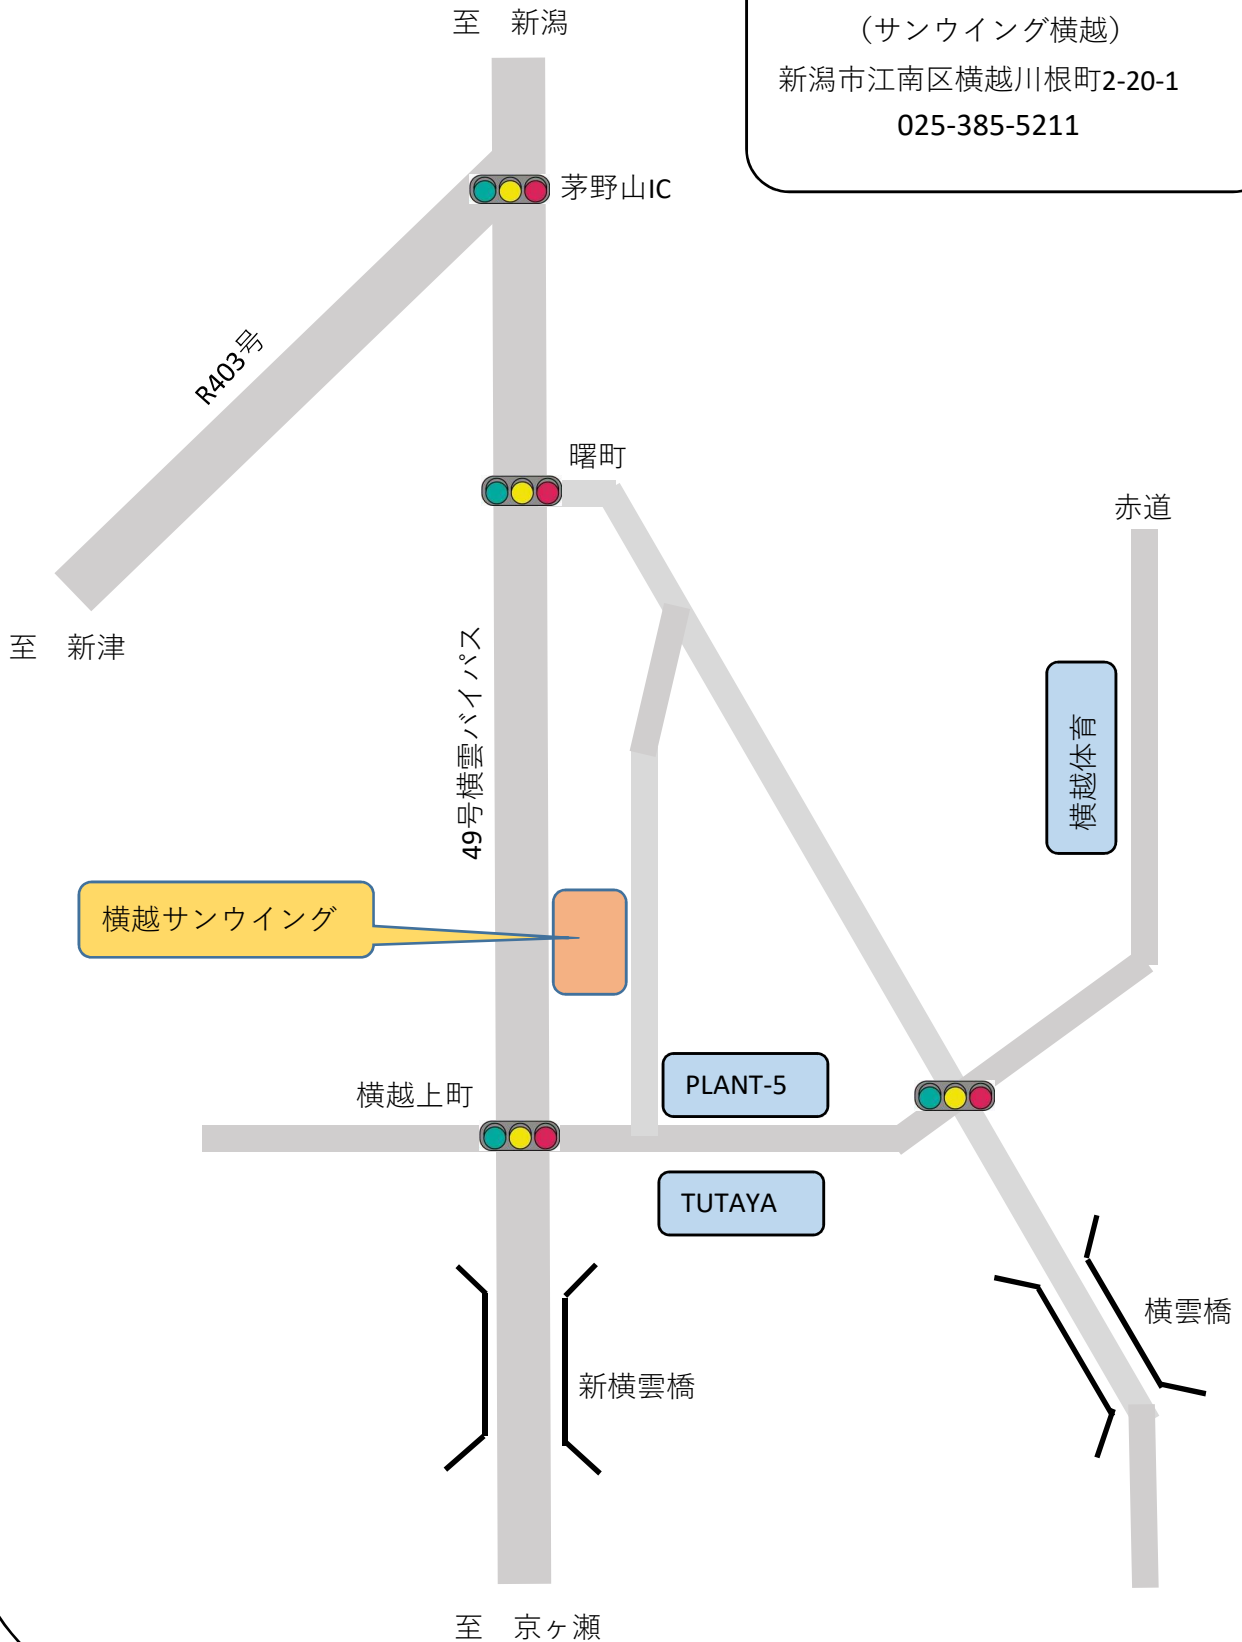 至　新潟
（サンウイング横越）
新潟市江南区横越川根町2-20-1
025-385-5211
茅野山IC
R403号
曙町
赤道
至　新津
49号横雲バイパス
横越体育
横越サンウイング
PLANT-5
横越上町
TUTAYA
横雲橋
新横雲橋
至　京ヶ瀬